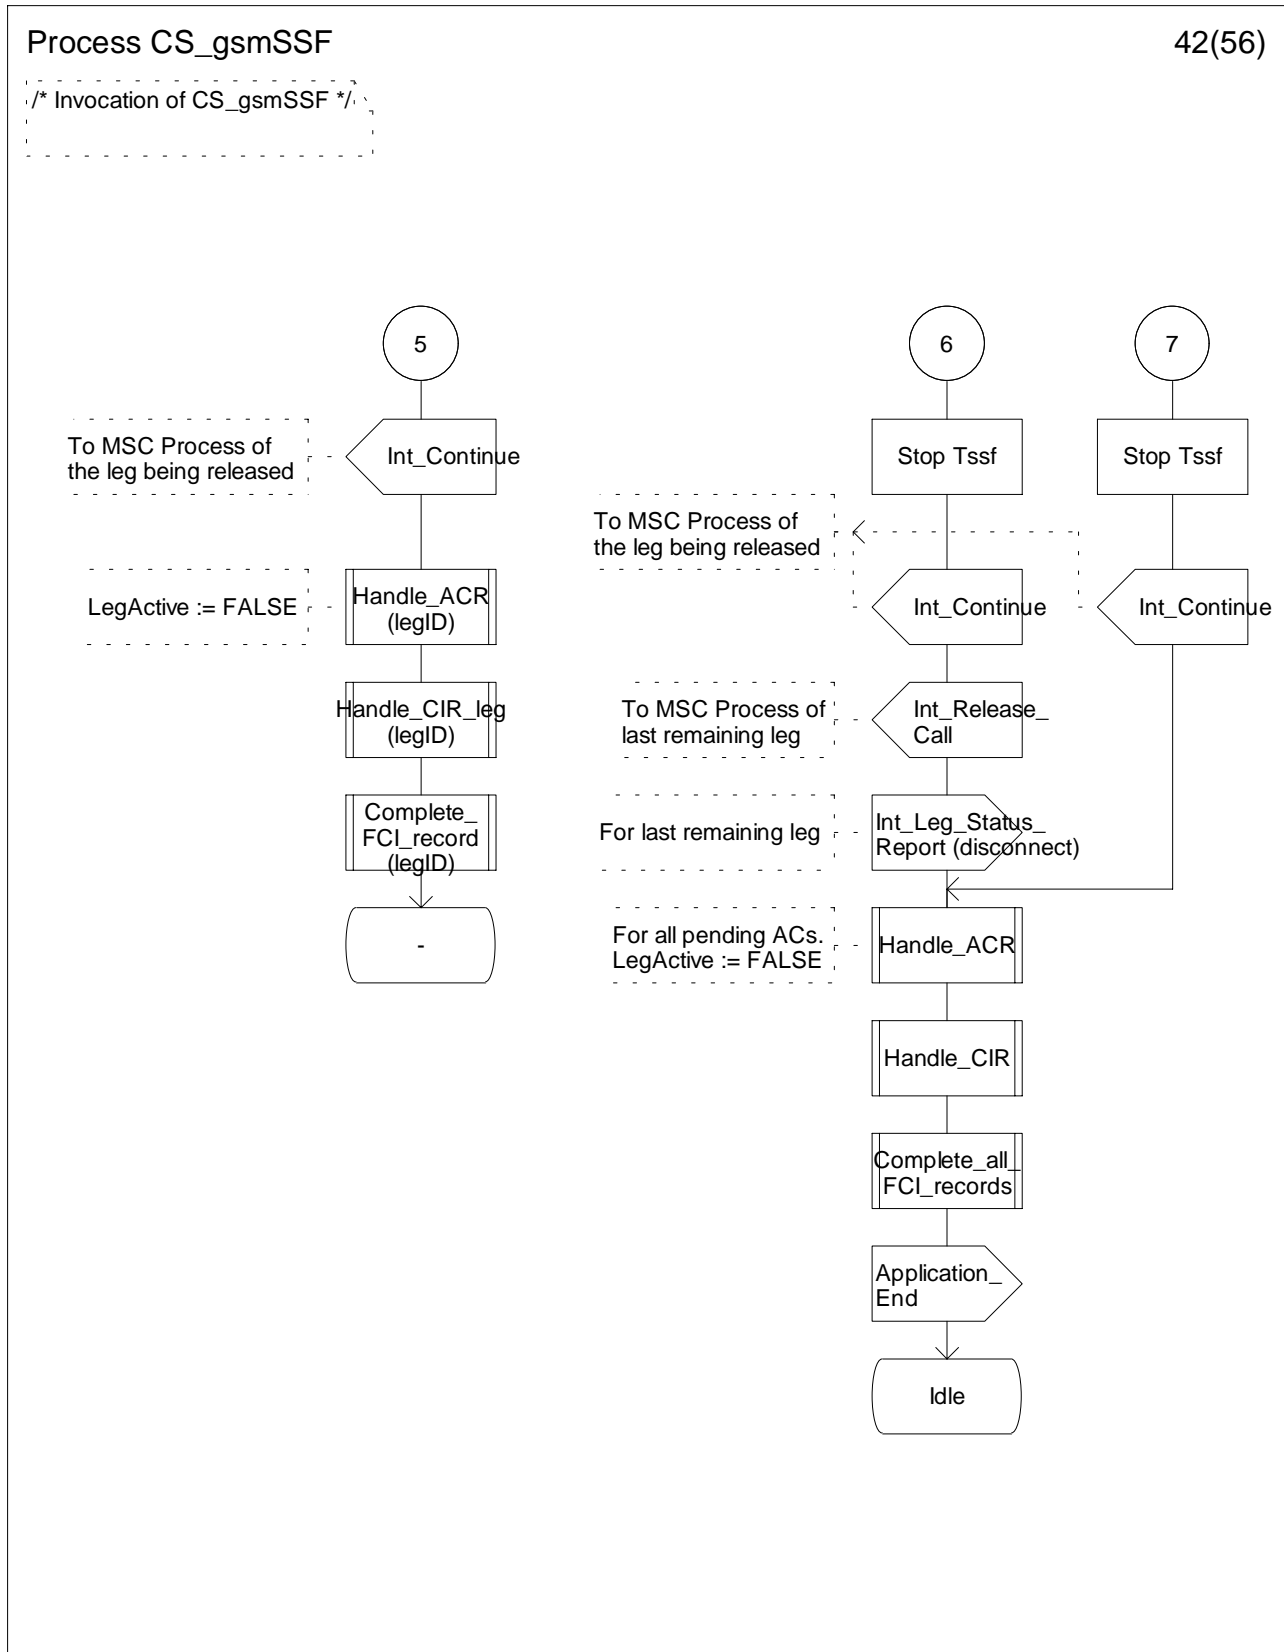 Process CS_gsmSSF
42(56)
/* Invocation of CS_gsmSSF */
5
6
7
To MSC Process of
the leg being released
Int_Continue
Stop Tssf
Stop Tssf
To MSC Process of
the leg being released
LegActive := FALSE
Handle_ACR
(legID)
Int_Continue
Int_Continue
Handle_CIR_leg
(legID)
To MSC Process of
last remaining leg
Int_Release_
Call
Complete_
FCI_record
(legID)
For last remaining leg
Int_Leg_Status_
Report (disconnect)
-
For all pending ACs.
LegActive := FALSE
Handle_ACR
Handle_CIR
Complete_all_
FCI_records
Application_
End
Idle